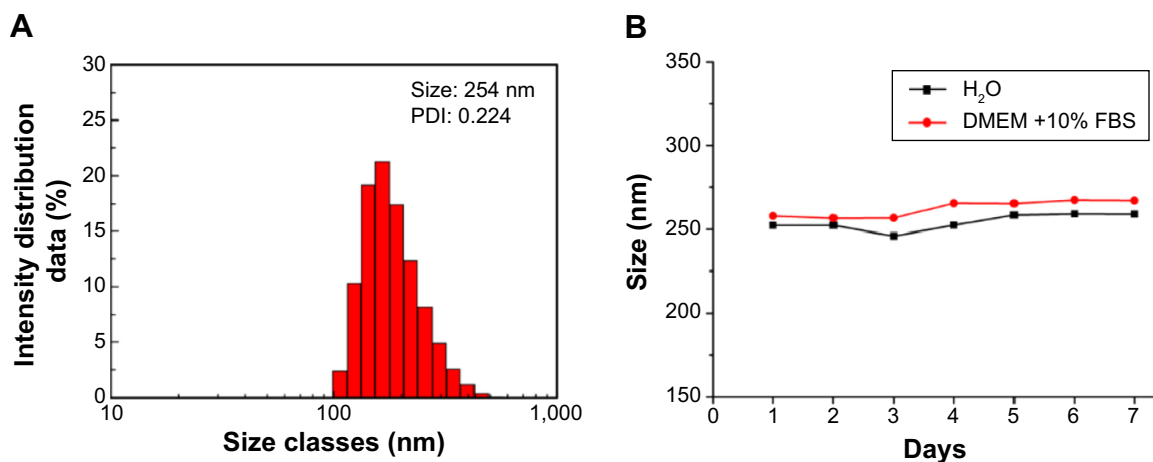 A
Intensity distribution
data (%)
30
25
20
15
10
5
0
Size: 254 nm
PDI: 0.224
10
100
1,000
Size classes (nm)
B
Size (nm)
350
300
250
200
150
H₂O
DMEM +10% FBS
0
1
2
3
4
5
6
7
Days